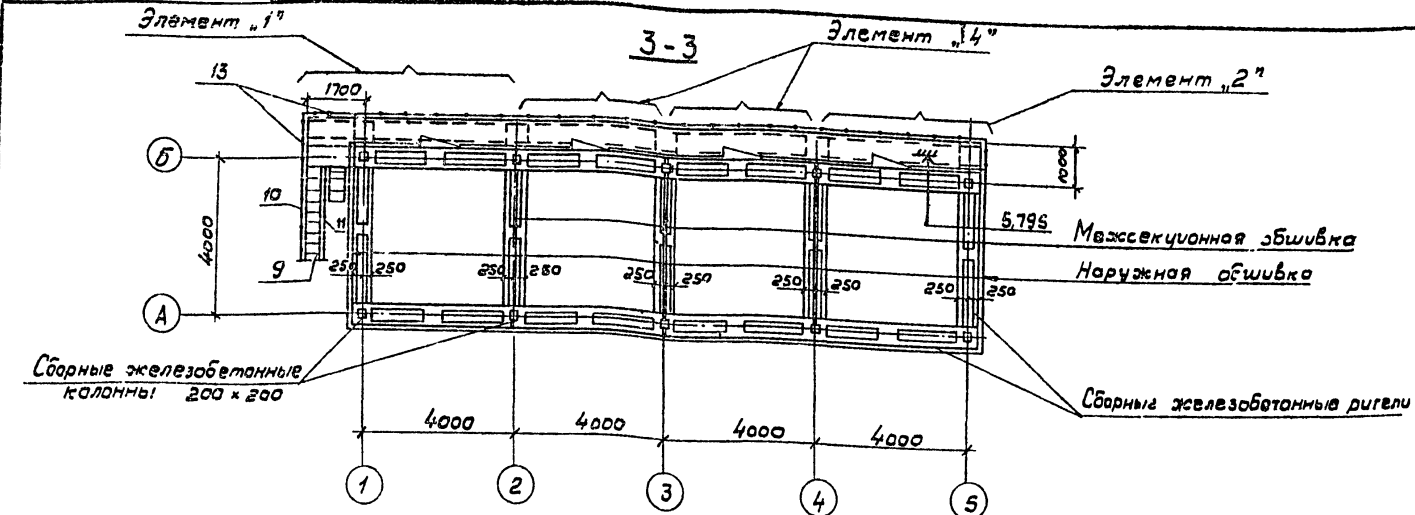 Элемент „1”
3-3
Элемент „4”
Элемент „2”
13
1700
Б
1000
10
11
4000
5,795
Межсекционная обшивка
9
250 250
250 250
250 250
250 250
250 250
Наружная обшивка
А
Сборные железобетонные
колонны 200 × 200
Сборные железобетонные ригели
4000 4000 4000 4000
1 2 3 4 5